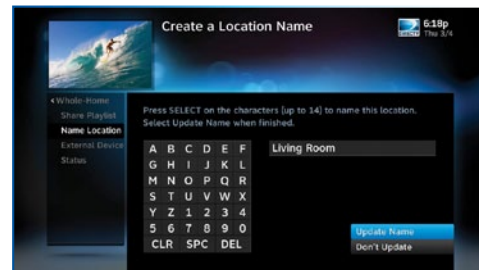 Create a Location Name
6:18p
DIRECTV Thu 3/4
Whole-Home
Share Playlist
Name Location
External Device
Status
Press SELECT on the characters [up to 14] to name this location.
Select Update Name when finished.
A B C D E F
G H I J K L
M N O P Q R
S T U V W X
Y Z 1 2 3 4
5 6 7 8 9 0
CLR SPC DEL
Living Room
Update Name
Don't Update